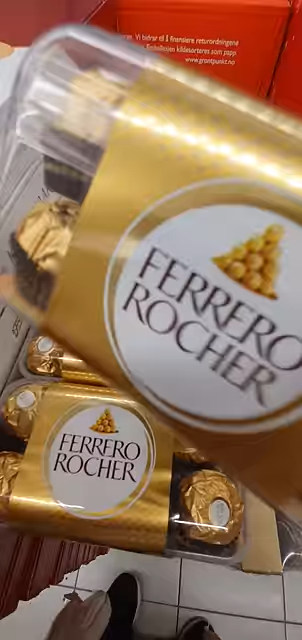 Vi bidrar til å finansiere returordningene
www.grontpunkt.no
FERRERO
ROCHER
FERRERO
ROCHER